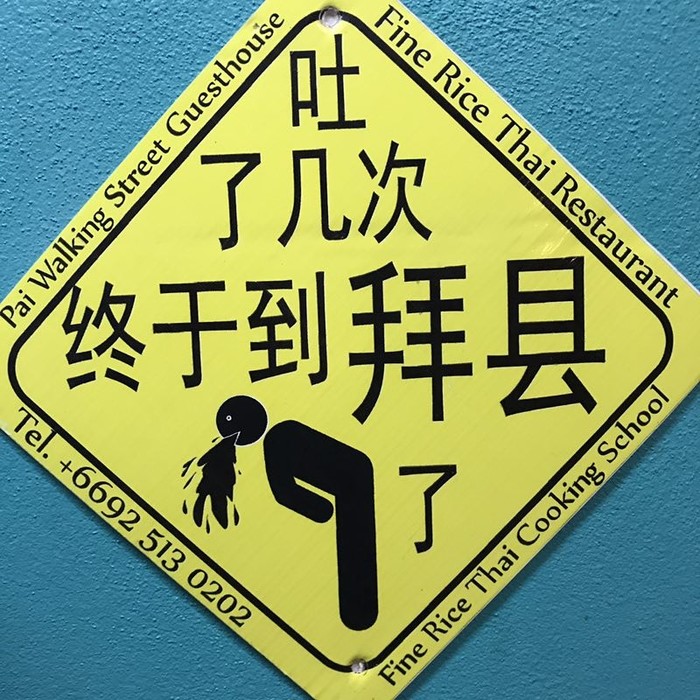 Pai Walking Street Guesthouse
Fine Rice Thai Restaurant
吐
了几次
终于到拜县
了
Tel. +6692 513 0202
Fine Rice Thai Cooking School